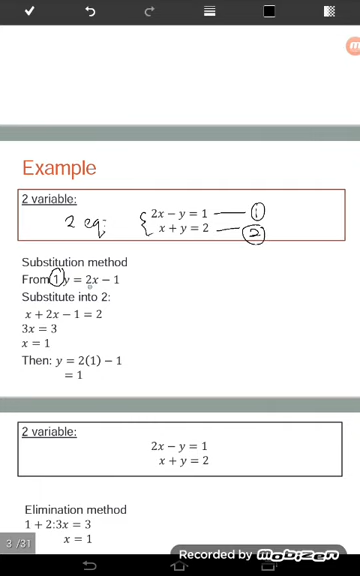 Example
2 variable:
2 eq: { 2x − y = 1 —— ①
x + y = 2 —— ②
Substitution method
From 1 y = 2x − 1
Substitute into 2:
x + 2x − 1 = 2
3x = 3
x = 1
Then: y = 2(1) − 1
= 1
2 variable:
2x − y = 1
x + y = 2
Elimination method
1 + 2: 3x = 3
x = 1
3 /31
Recorded by mobizen